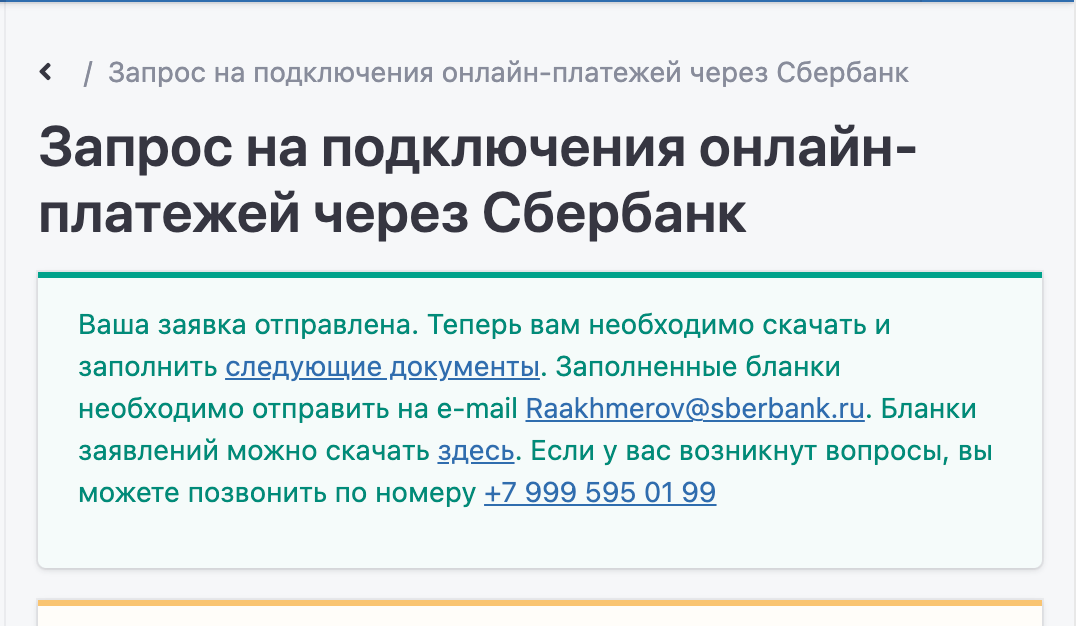 / Запрос на подключения онлайн-платежей через Сбербанк
Запрос на подключения онлайн-
платежей через Сбербанк
Ваша заявка отправлена. Теперь вам необходимо скачать и
заполнить следующие документы. Заполненные бланки
необходимо отправить на e-mail Raakhmerov@sberbank.ru. Бланки
заявлений можно скачать здесь. Если у вас возникнут вопросы, вы
можете позвонить по номеру +7 999 595 01 99